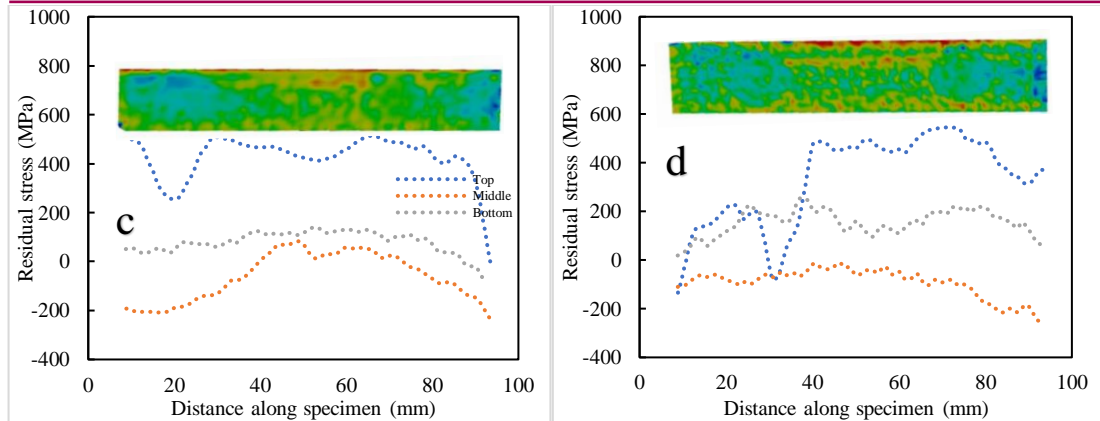 1000
800
600
400
200
0
-200
-400
0 20 40 60 80 100
Residual stress (MPa)
Distance along specimen (mm)
c
Top
Middle
Bottom
1000
800
600
400
200
0
-200
-400
0 20 40 60 80 100
Residual stress (MPa)
Distance along specimen (mm)
d